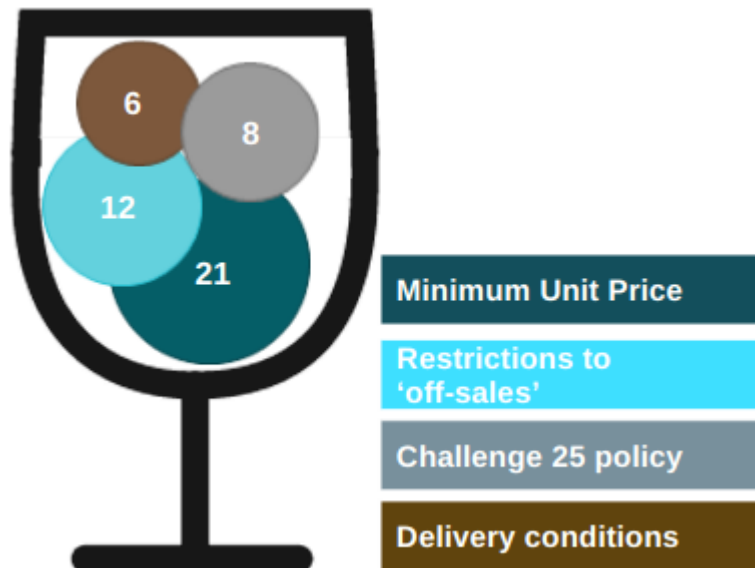 6
8
12
21
Minimum Unit Price
Restrictions to
‘off-sales’
Challenge 25 policy
Delivery conditions